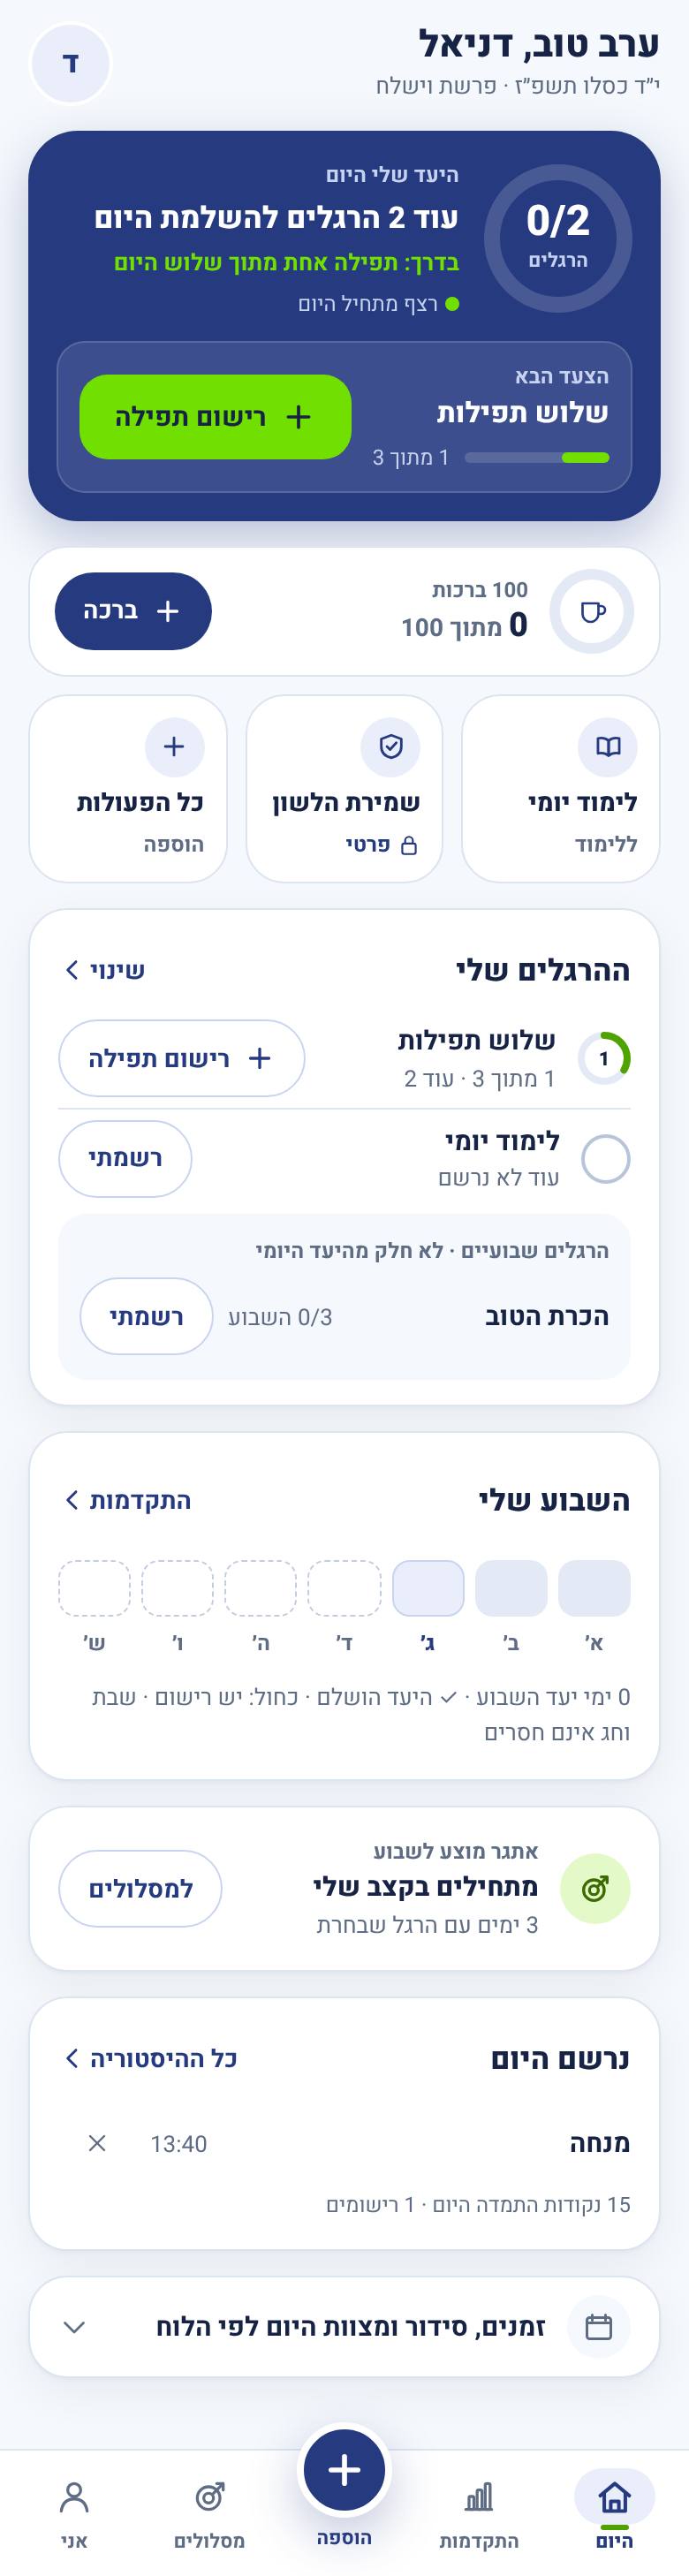 ערב טוב, דניאל
י״ד כסלו תשפ״ז · פרשת וישלח
ד
היעד שלי היום
עוד 2 הרגלים להשלמת היום
בדרך: תפילה אחת מתוך שלוש היום
רצף מתחיל היום
0/2
הרגלים
הצעד הבא
שלוש תפילות
1 מתוך 3
רישום תפילה
100 ברכות
0 מתוך 100
ברכה
לימוד יומי
ללימוד
שמירת הלשון
פרטי
כל הפעולות
הוספה
ההרגלים שלי
שינוי
1
שלוש תפילות
1 מתוך 3 · עוד 2
רישום תפילה
לימוד יומי
עוד לא נרשם
רשמתי
הרגלים שבועיים · לא חלק מהיעד היומי
הכרת הטוב
0/3 השבוע
רשמתי
השבוע שלי
התקדמות
א׳ ב׳ ג׳ ד׳ ה׳ ו׳ ש׳
0 ימי יעד השבוע · ✓ היעד הושלם · כחול: יש רישום · שבת
וחג אינם חסרים
אתגר מוצע לשבוע
מתחילים בקצב שלי
3 ימים עם הרגל שבחרת
למסלולים
נרשם היום
כל ההיסטוריה
מנחה
13:40
15 נקודות התמדה היום · 1 רישומים
זמנים, סידור ומצוות היום לפי הלוח
היום
התקדמות
הוספה
מסלולים
אני